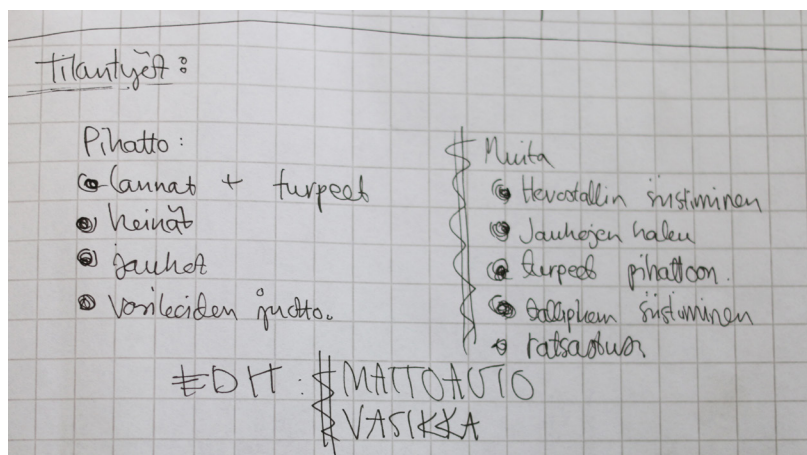 Tilantyöt:
Pihatto:
lannat + turpeet
heinät
jauhot
vasikoiden juotto.
Muita
Hevostallin siistiminen
Jauhojen haku
turpeet pihattoon.
tallipihan siistiminen
ratsastus
EDIT: MATTOAUTO
VASIKKA